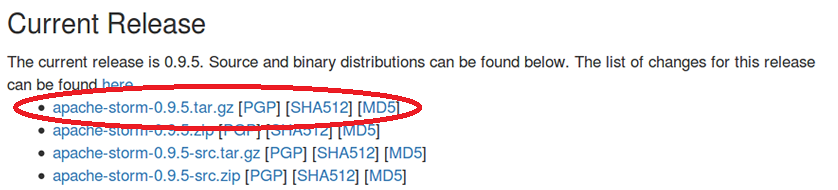 Current Release
The current release is 0.9.5. Source and binary distributions can be found below. The list of changes for this release
can be found here
apache-storm-0.9.5.tar.gz [PGP] [SHA512] [MD5]
apache-storm-0.9.5.zip [PGP] [SHA512] [MD5]
apache-storm-0.9.5-src.tar.gz [PGP] [SHA512] [MD5]
apache-storm-0.9.5-src.zip [PGP] [SHA512] [MD5]